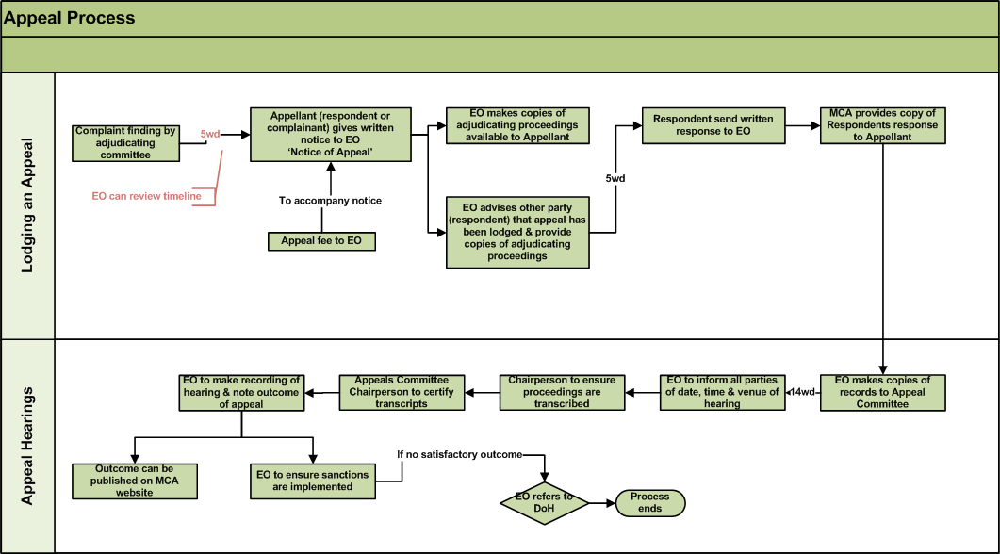 Appeal Process
Lodging an Appeal
Complaint finding by
adjudicating
committee
5wd
EO can review timeline
Appellant (respondent or
complainant) gives written
notice to EO
‘Notice of Appeal’
To accompany notice
Appeal fee to EO
EO makes copies of
adjudicating proceedings
available to Appellant
EO advises other party
(respondent) that appeal has
been lodged & provide
copies of adjudicating
proceedings
5wd
Respondent send written
response to EO
MCA provides copy of
Respondents response
to Appellant
Appeal Hearings
EO makes copies of
records to Appeal
Committee
14wd
EO to inform all parties
of date, time & venue of
hearing
Chairperson to ensure
proceedings are
transcribed
Appeals Committee
Chairperson to certify
transcripts
EO to make recording of
hearing & note outcome
of appeal
Outcome can be
published on MCA
website
EO to ensure sanctions
are implemented
If no satisfactory outcome
EO refers to
DoH
Process
ends